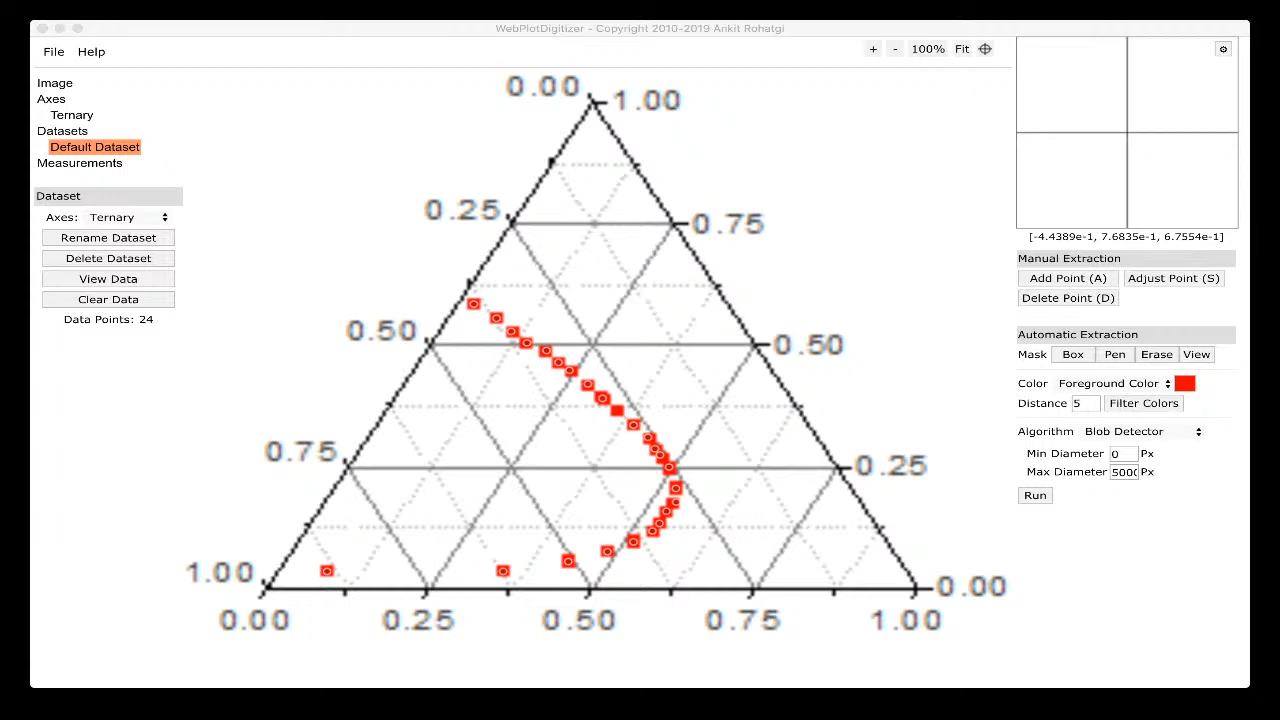 WebPlotDigitizer - Copyright 2010-2019 Ankit Rohatgi
File Help
+ - 100% Fit
Image
Axes
Ternary
Datasets
Default Dataset
Measurements
Dataset
Axes: Ternary
Rename Dataset
Delete Dataset
View Data
Clear Data
Data Points: 24
0.00 1.00
0.25 0.75
0.50 0.50
0.75 0.25
1.00 0.00
0.00 0.25 0.50 0.75 1.00
[-4.4389e-1, 7.6835e-1, 6.7554e-1]
Manual Extraction
Add Point (A) Adjust Point (S)
Delete Point (D)
Automatic Extraction
Mask Box Pen Erase View
Color Foreground Color
Distance 5 Filter Colors
Algorithm Blob Detector
Min Diameter 0 Px
Max Diameter 500 Px
Run